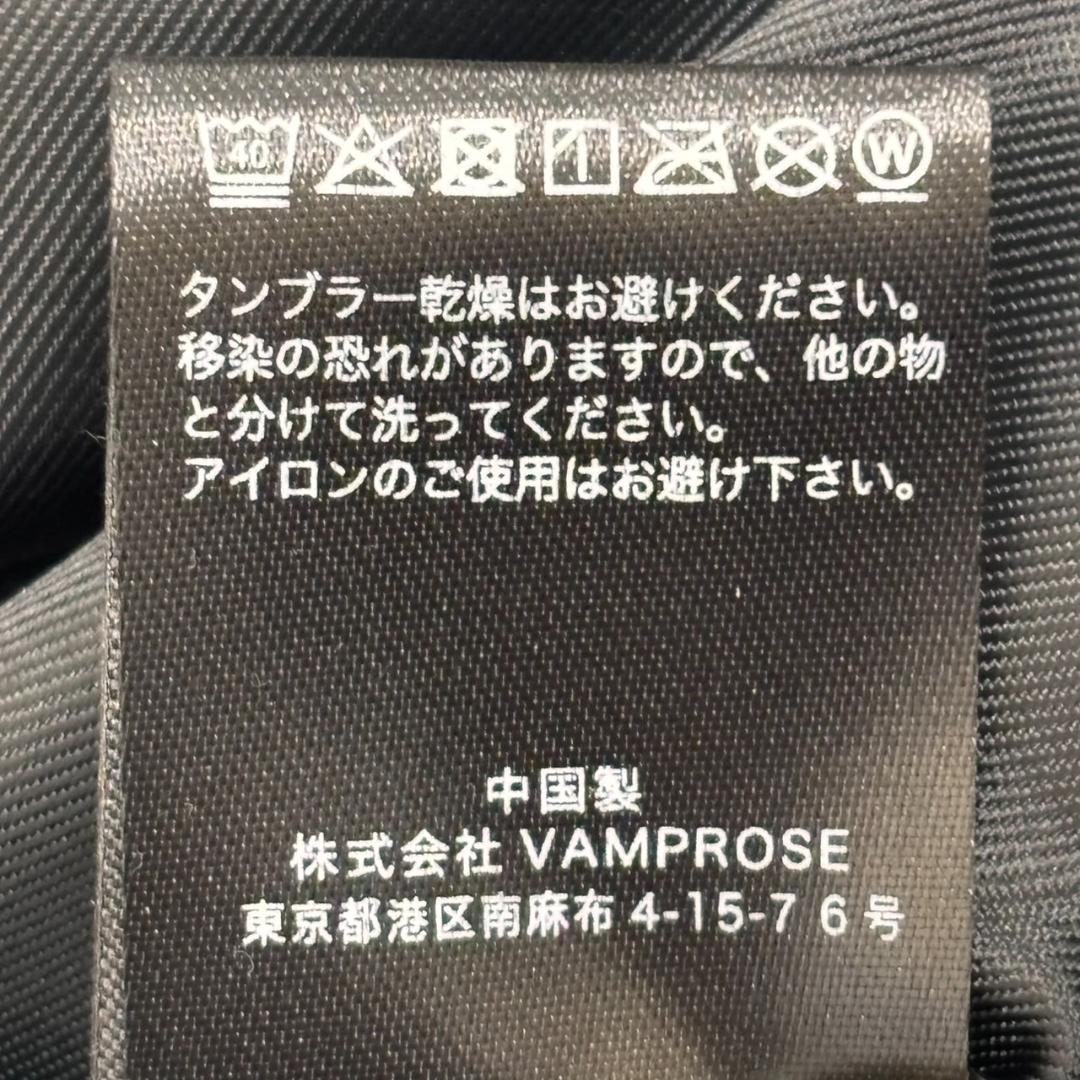 40 W
タンブラー乾燥はお避けください。
移染の恐れがありますので、他の物
と分けて洗ってください。
アイロンのご使用はお避け下さい。
中国製
株式会社 VAMPROSE
東京都港区南麻布 4-15-7 6 号